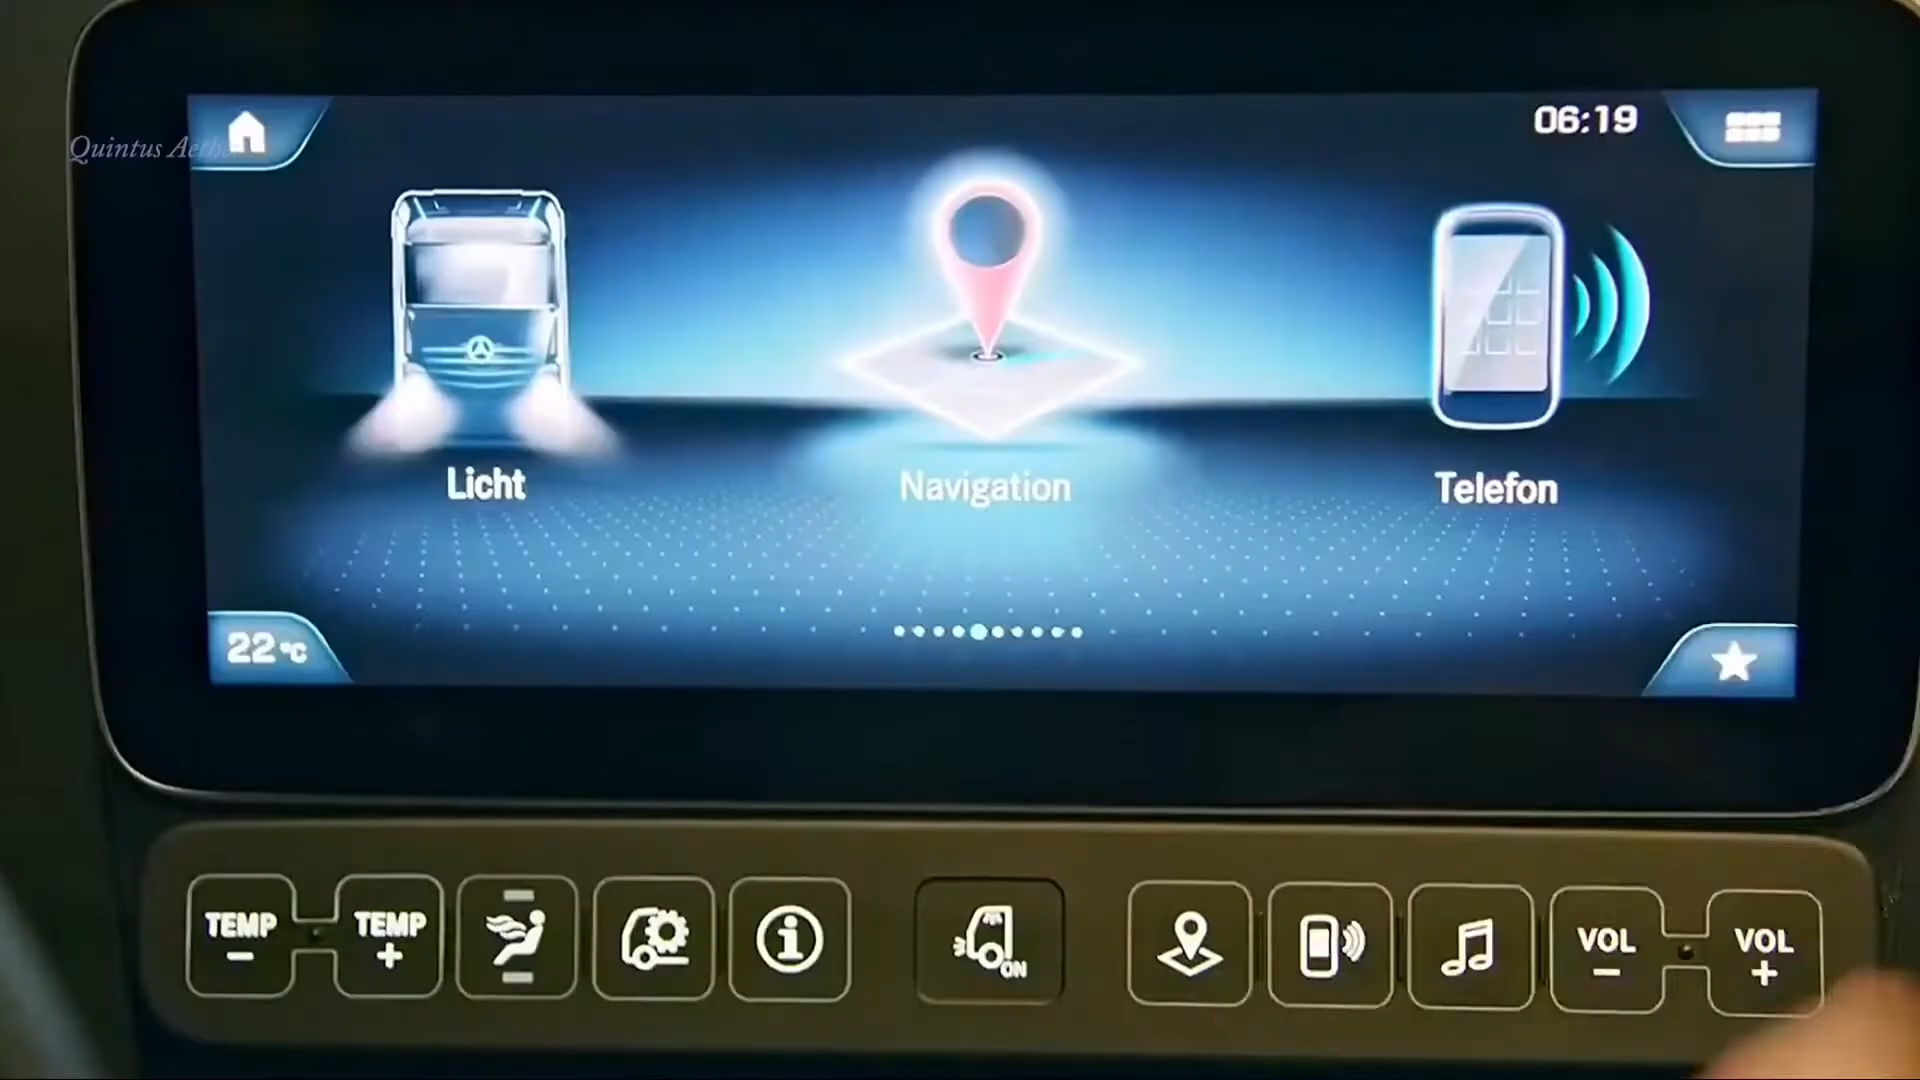 Quintus
06:19
Licht
Navigation
Telefon
22 °C
TEMP
−
TEMP
+
ON
VOL
−
VOL
+